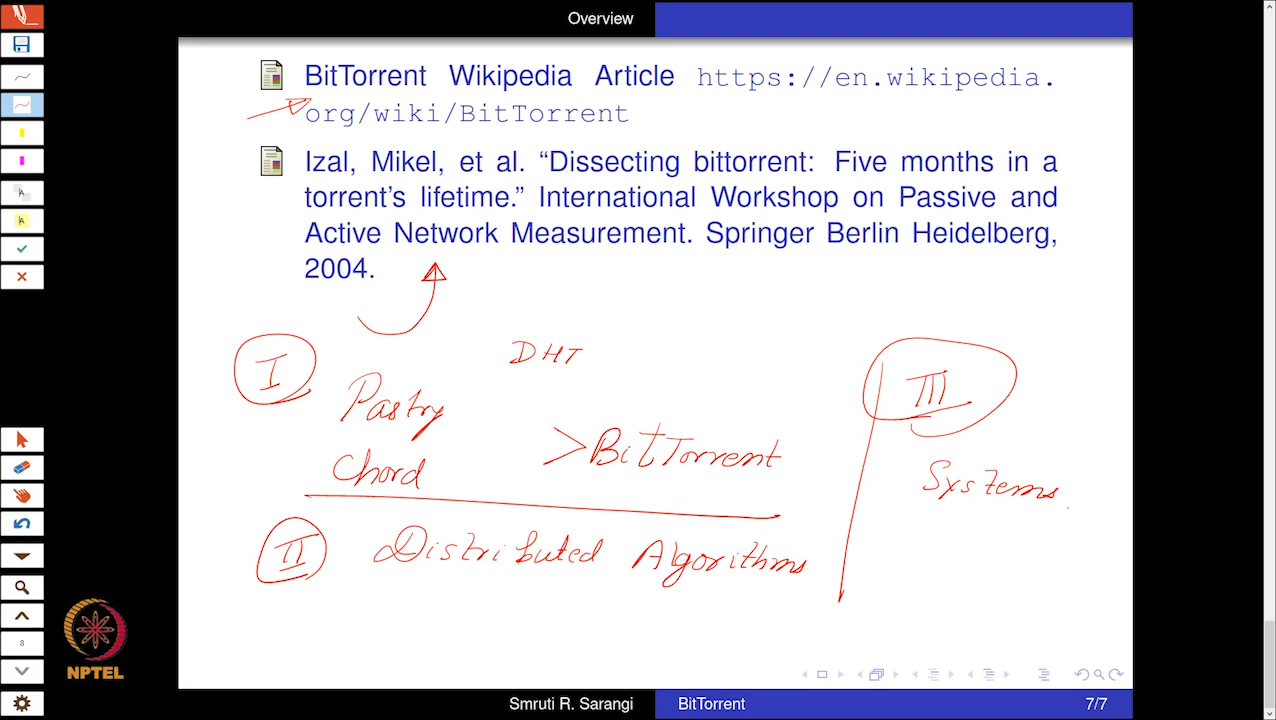 Overview
BitTorrent Wikipedia Article https://en.wikipedia.
org/wiki/BitTorrent
Izal, Mikel, et al. “Dissecting bittorrent: Five months in a
torrent's lifetime.” International Workshop on Passive and
Active Network Measurement. Springer Berlin Heidelberg,
2004.
I
DHT
Pastry
Chord
> BitTorrent
II Distributed Algorithms
III
Systems
8
NPTEL
Smruti R. Sarangi
BitTorrent
7/7